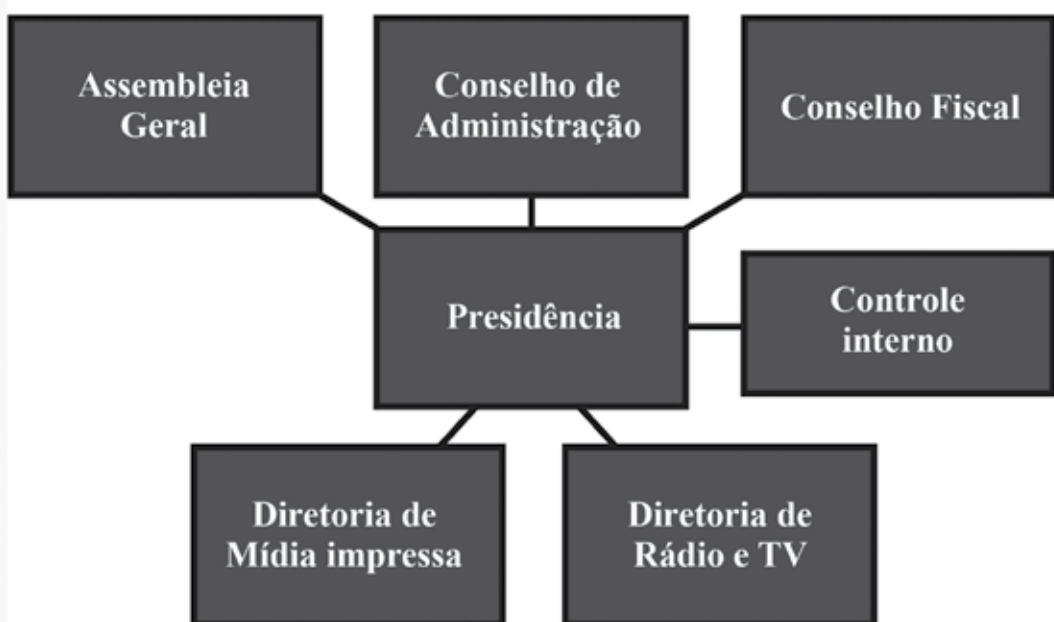 Assembleia
Geral
Conselho de
Administração
Conselho Fiscal
Presidência
Controle
interno
Diretoria de
Mídia impressa
Diretoria de
Rádio e TV